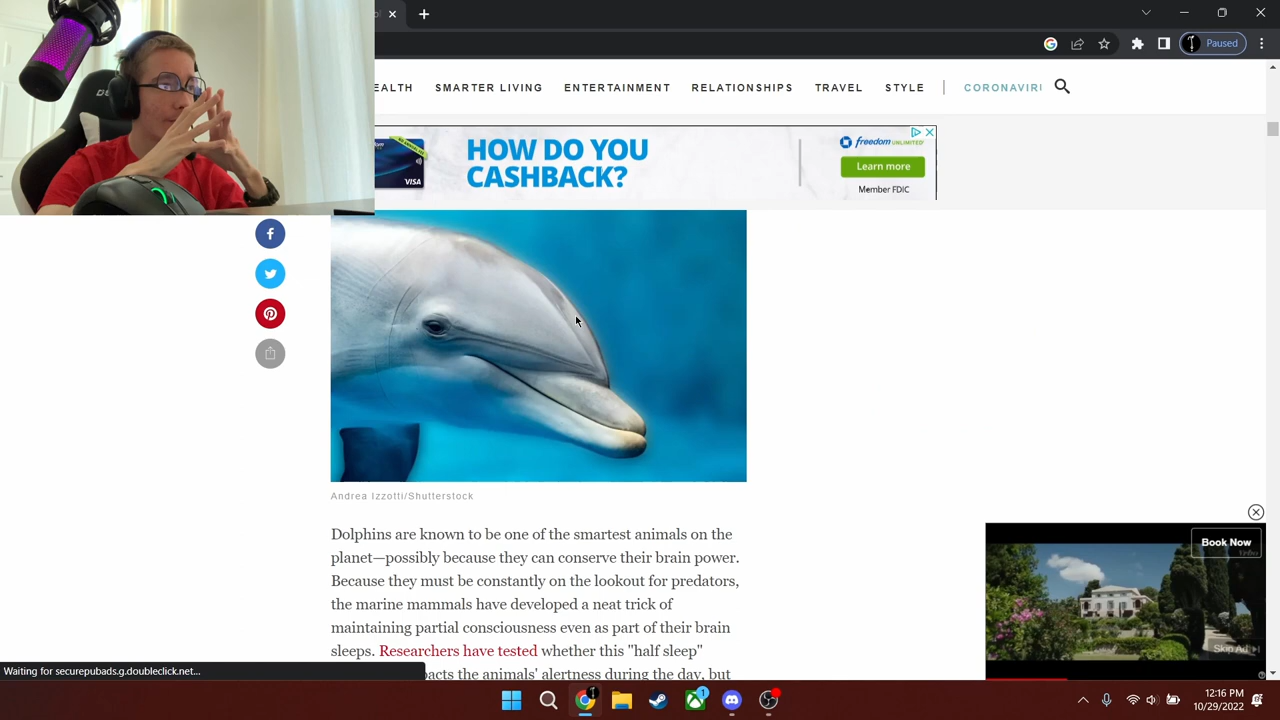 Paused
EALTH SMARTER LIVING ENTERTAINMENT RELATIONSHIPS TRAVEL STYLE CORONAVIRU
HOW DO YOU
CASHBACK?
VISA
freedom UNLIMITED
Learn more
Member FDIC
Andrea Izzotti/Shutterstock
Dolphins are known to be one of the smartest animals on the
planet—possibly because they can conserve their brain power.
Because they must be constantly on the lookout for predators,
the marine mammals have developed a neat trick of
maintaining partial consciousness even as part of their brain
sleeps. Researchers have tested whether this "half sleep"
pacts the animals' alertness during the day, but
Book Now
Vrbo
Skip Ad
Waiting for securepubads.g.doubleclick.net...
12:16 PM
10/29/2022